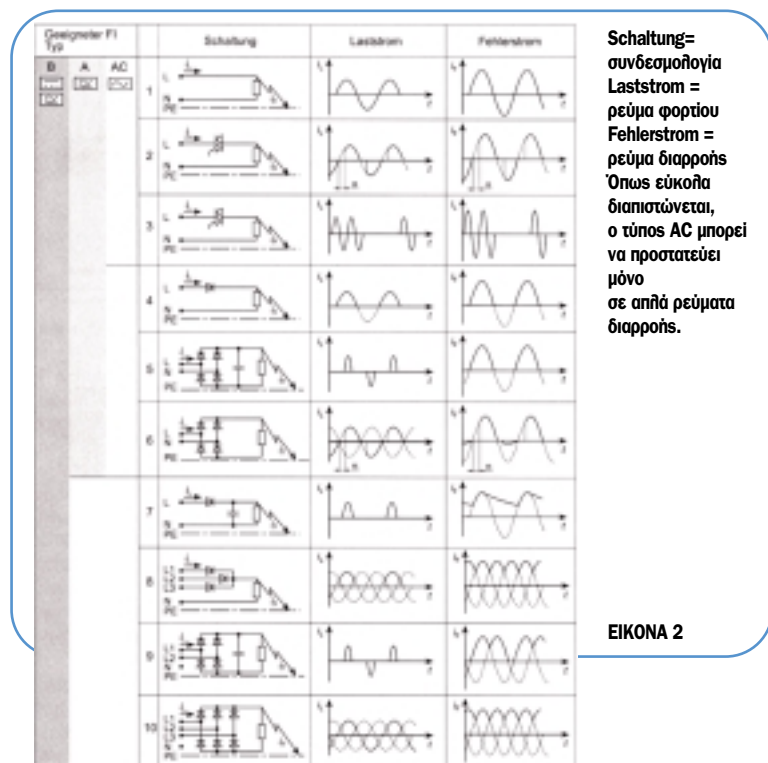 Geeigneter FI
Typ
Schaltung
Laststrom
Fehlerstrom
B A AC
1
2
3
4
5
6
7
8
9
10
L
N
PE
Schaltung=
συνδεσμολογία
Laststrom =
ρεύμα φορτίου
Fehlerstrom =
ρεύμα διαρροής
Όπως εύκολα
διαπιστώνεται,
ο τύπος AC μπορεί
να προστατεύει
μόνο
σε απλά ρεύματα
διαρροής.
ΕΙΚΟΝΑ 2